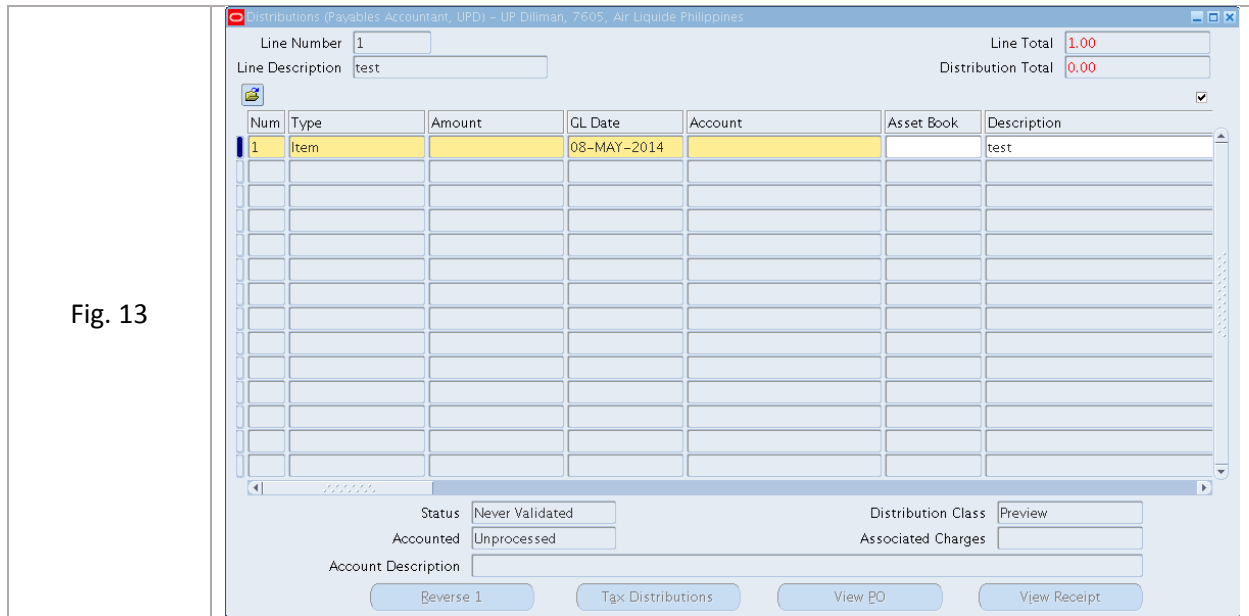 Fig. 13
Distributions (Payables Accountant, UPD) – UP Diliman, 7605, Air Liquide Philippines
Line Number 1 Line Total 1.00
Line Description test Distribution Total 0.00
Num Type Amount GL Date Account Asset Book Description
1 Item 08-MAY-2014 test
Status Never Validated Distribution Class Preview
Accounted Unprocessed Associated Charges
Account Description
Reverse 1 Tax Distributions View PO View Receipt